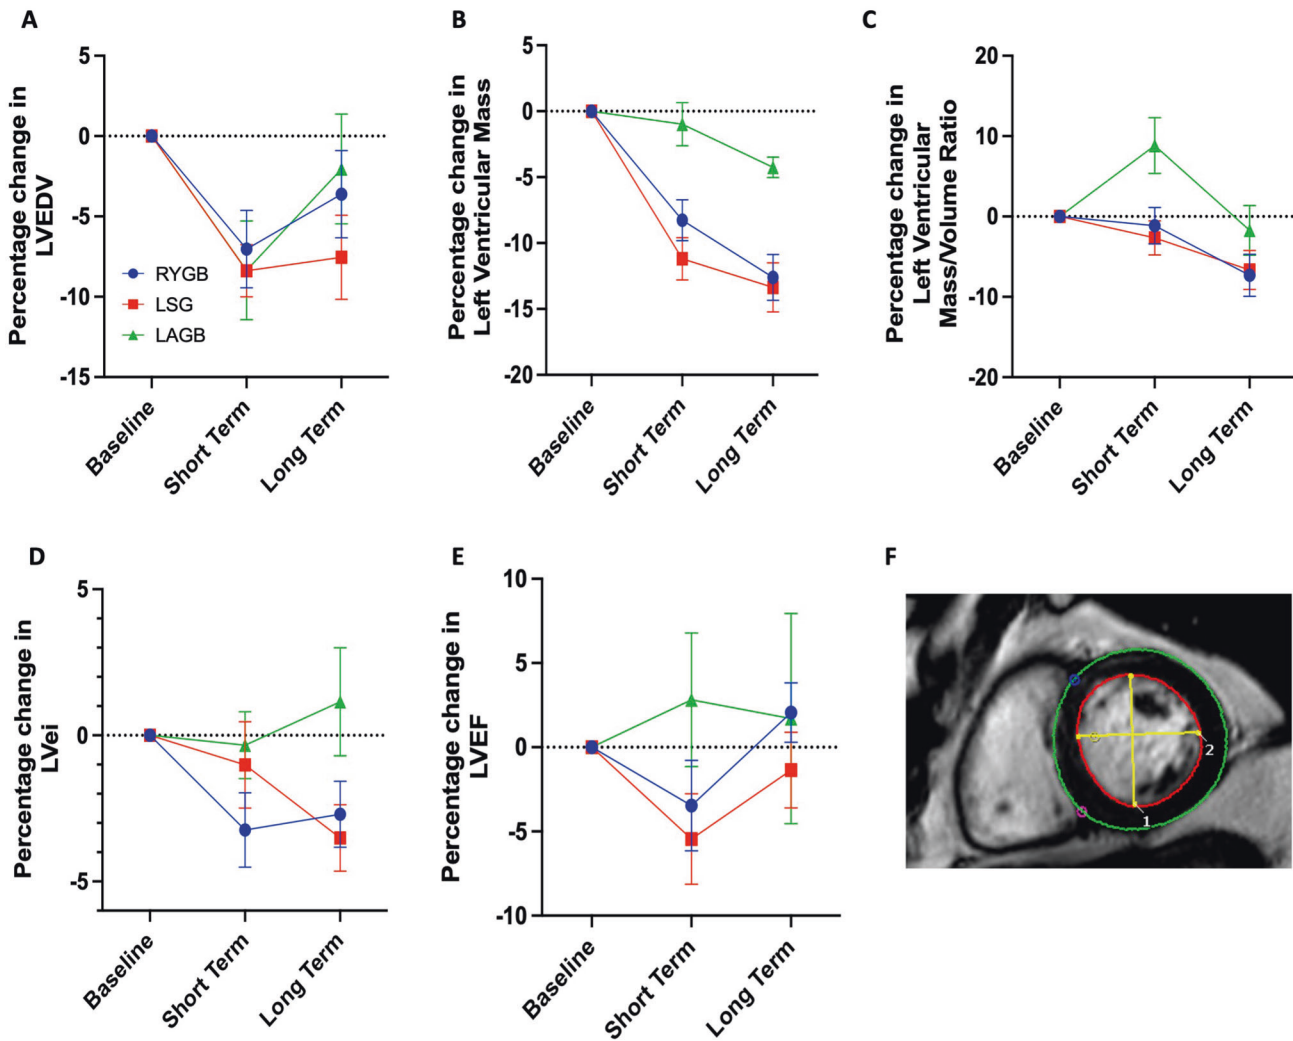 A
Percentage change in
LVEDV
5
0
-5
-10
-15
RYGB
LSG
LAGB
Baseline
Short Term
Long Term
B
Percentage change in
Left Ventricular Mass
5
0
-5
-10
-15
-20
Baseline
Short Term
Long Term
C
Percentage change in
Left Ventricular
Mass/Volume Ratio
20
10
0
-10
-20
Baseline
Short Term
Long Term
D
Percentage change in
LVei
5
0
-5
Baseline
Short Term
Long Term
E
Percentage change in
LVEF
10
5
0
-5
-10
Baseline
Short Term
Long Term
F
2
1